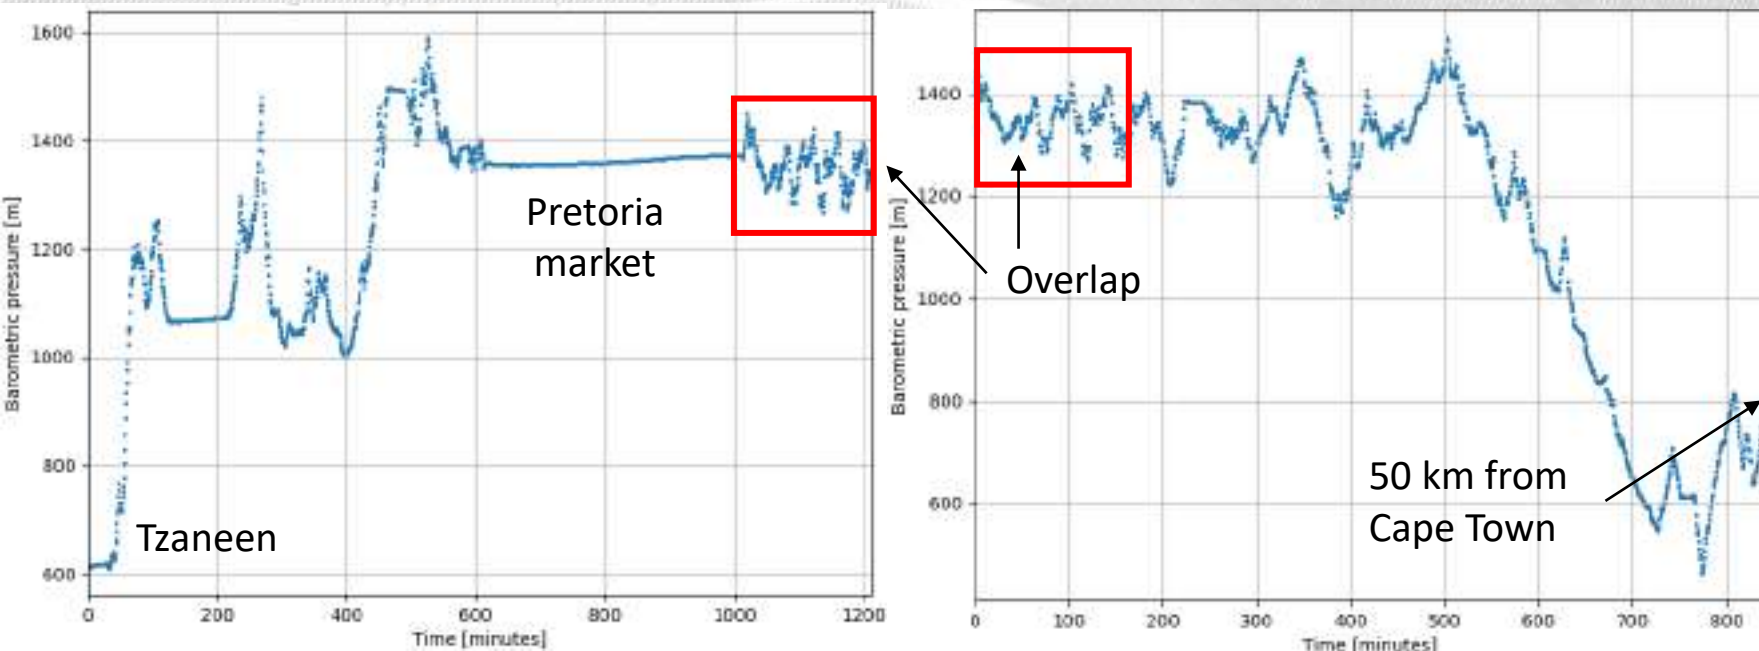 1600
1400
1200
1000
800
600
0
200
400
600
800
1000
1200
Time [minutes]
Barometric pressure [m]
Tzaneen
Pretoria
market
Overlap
1400
1200
1000
800
600
0
100
200
300
400
500
600
700
800
Time [minutes]
Barometric pressure [m]
50 km from
Cape Town